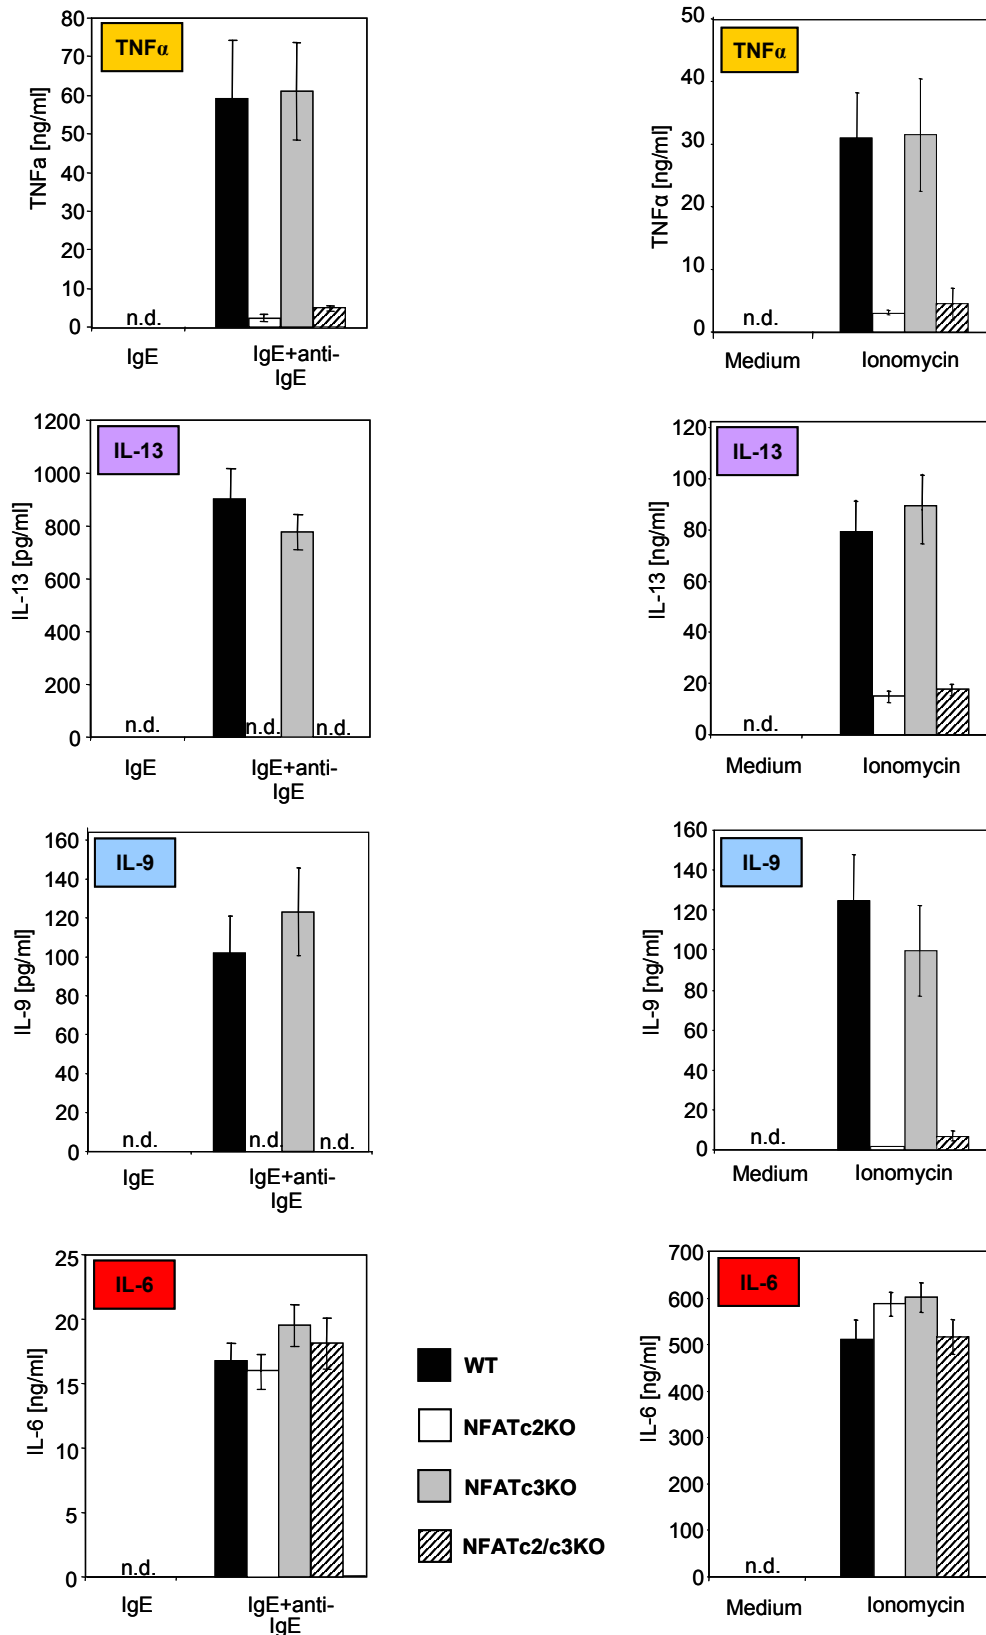 80
70
60
50
40
30
20
10
0
TNFa [ng/ml]
TNFα
n.d.
IgE
IgE+anti-
IgE
50
40
30
20
10
0
TNFα [ng/ml]
TNFα
n.d.
Medium
Ionomycin
1200
1000
800
600
400
200
0
IL-13 [pg/ml]
IL-13
n.d.
n.d.
n.d.
IgE
IgE+anti-
IgE
120
100
80
60
40
20
0
IL-13 [ng/ml]
IL-13
n.d.
Medium
Ionomycin
160
140
120
100
80
60
40
20
0
IL-9 [pg/ml]
IL-9
n.d.
n.d.
n.d.
IgE
IgE+anti-
IgE
160
140
120
100
80
60
40
20
0
IL-9 [ng/ml]
IL-9
n.d.
Medium
Ionomycin
25
20
15
10
5
0
IL-6 [ng/ml]
IL-6
n.d.
IgE
IgE+anti-
IgE
WT
NFATc2KO
NFATc3KO
NFATc2/c3KO
700
600
500
400
300
200
100
0
IL-6 [ng/ml]
IL-6
n.d.
Medium
Ionomycin